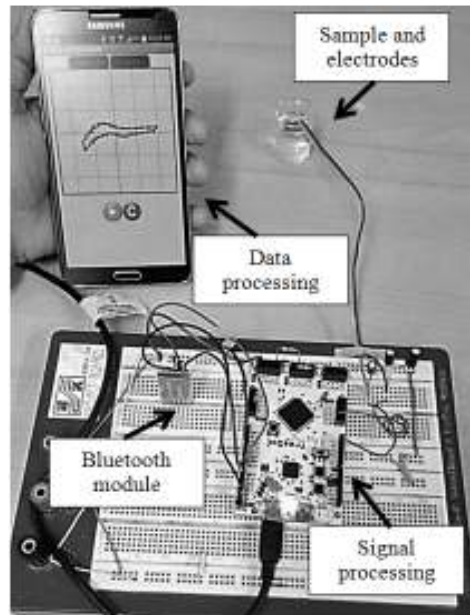 SAMSUNG
Sample and
electrodes
C
Data
processing
Bluetooth
module
Signal
processing